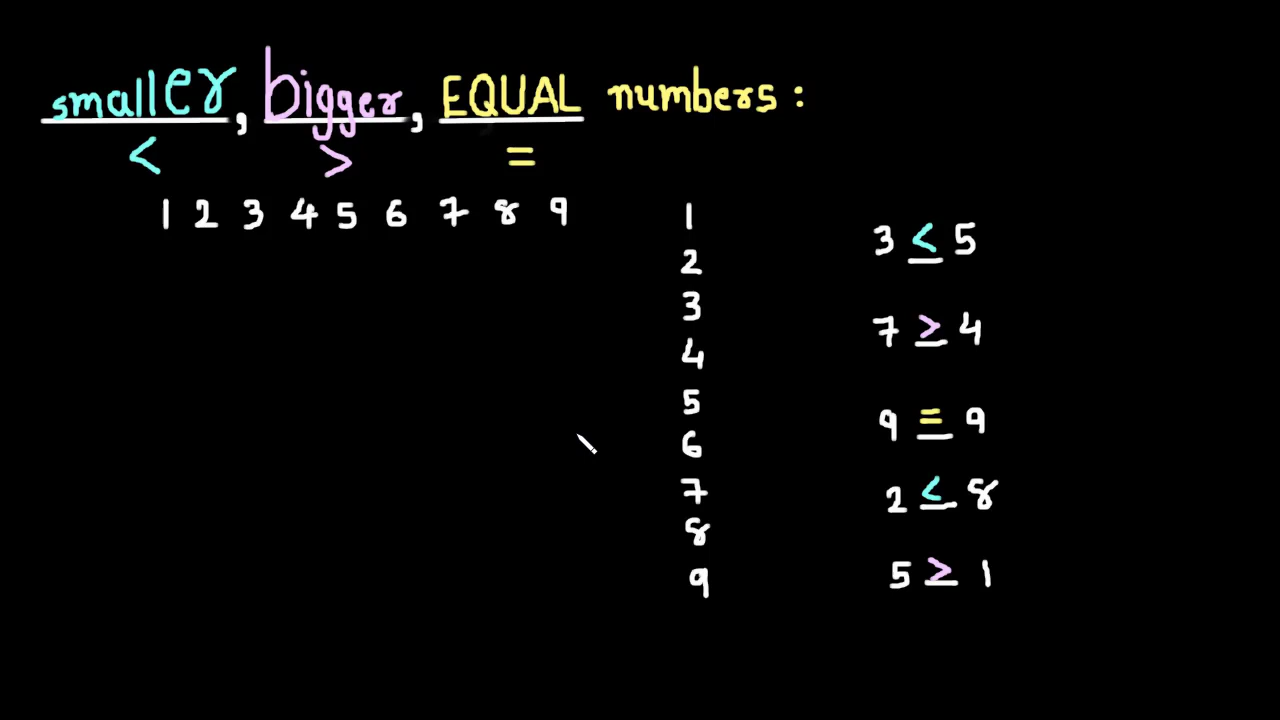 smaller, bigger, EQUAL numbers:
< > =
1 2 3 4 5 6 7 8 9
1
2
3
4
5
6
7
8
9
3 < 5
7 > 4
9 = 9
2 < 8
5 > 1